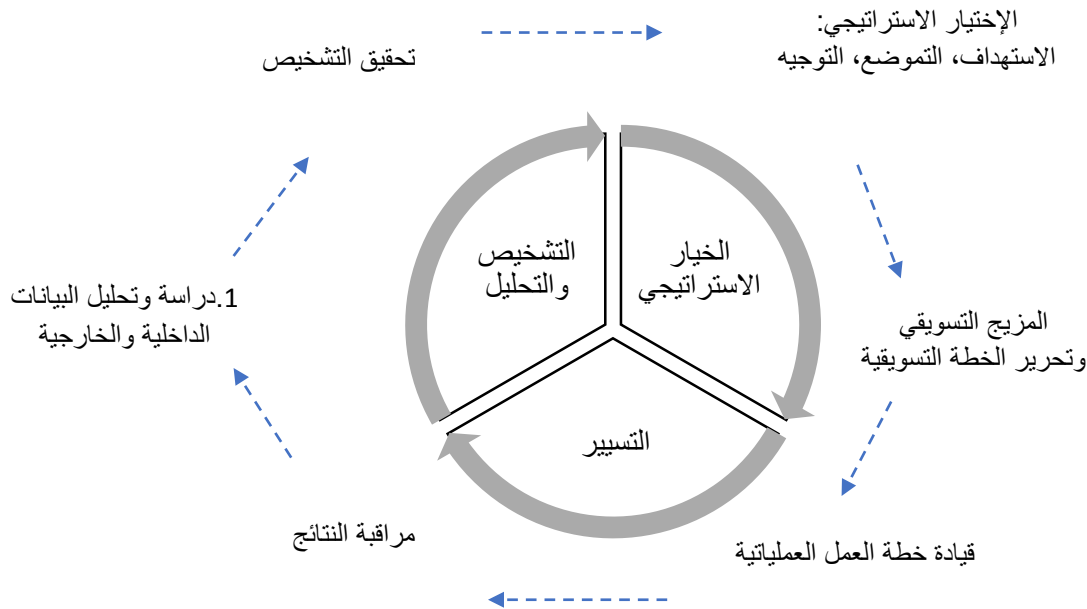 الإختيار الاستراتيجي:
الاستهداف، التموضع، التوجيه
تحقيق التشخيص
التشخيص
والتحليل
الخيار
الاستراتيجي
1.دراسة وتحليل البيانات
الداخلية والخارجية
المزيج التسويقي
وتحرير الخطة التسويقية
التسيير
مراقبة النتائج
قيادة خطة العمل العملياتية